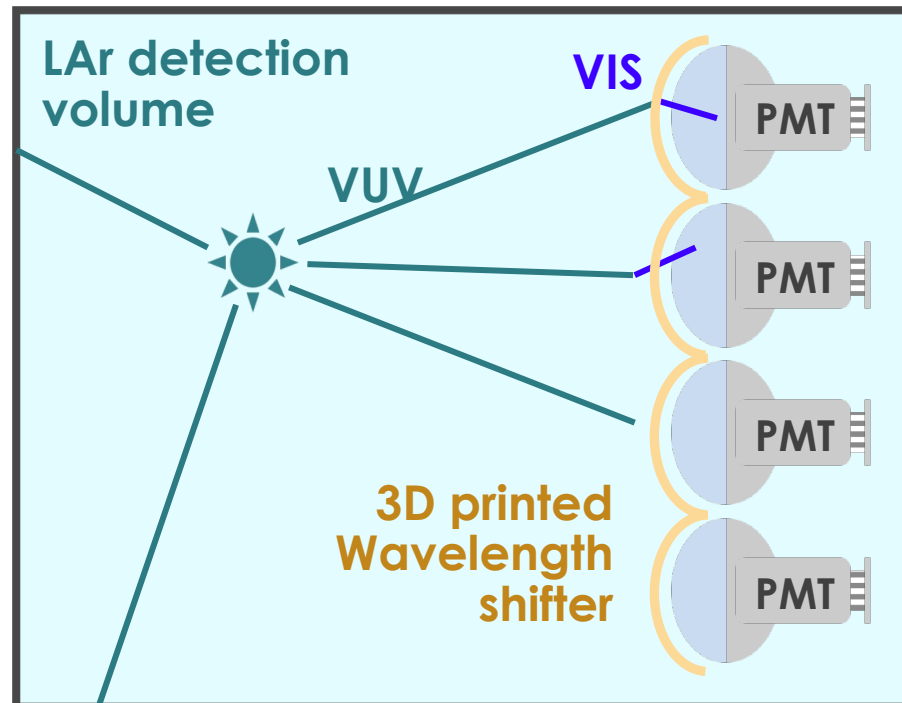 LAr detection
volume
VIS
PMT
VUV
PMT
PMT
3D printed
Wavelength
shifter
PMT